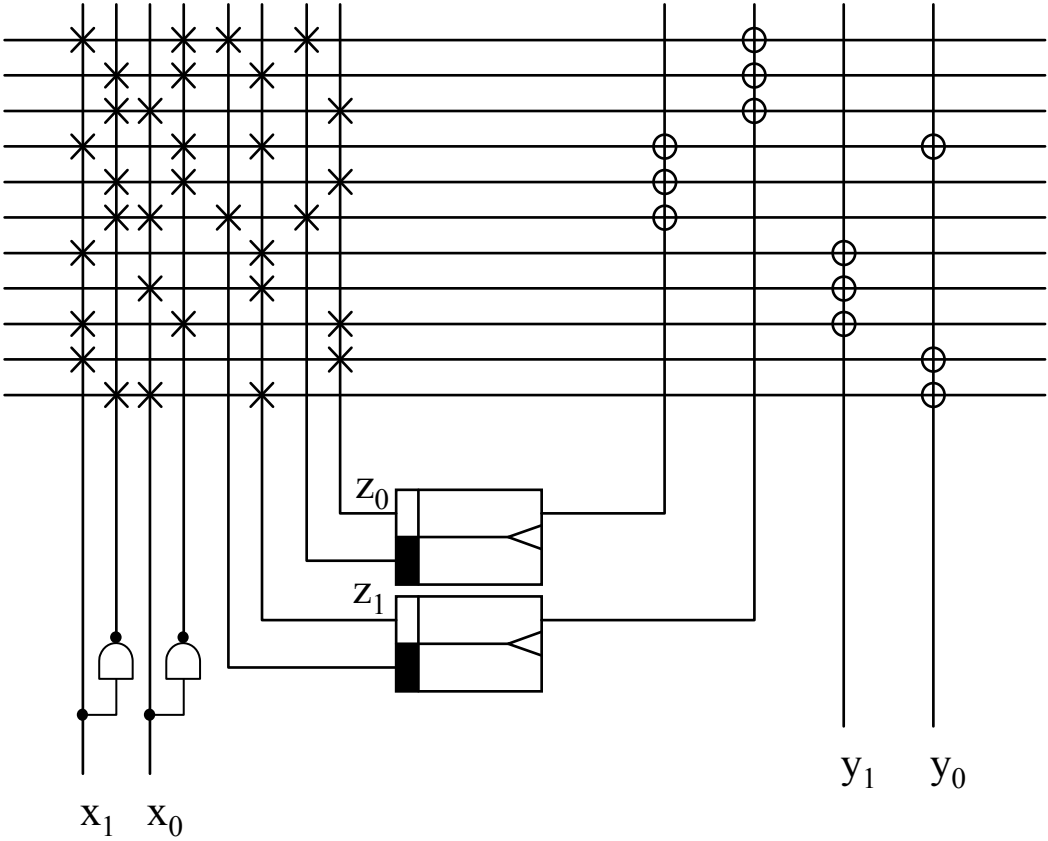 z₀
z₁
y₁ y₀
x₁ x₀